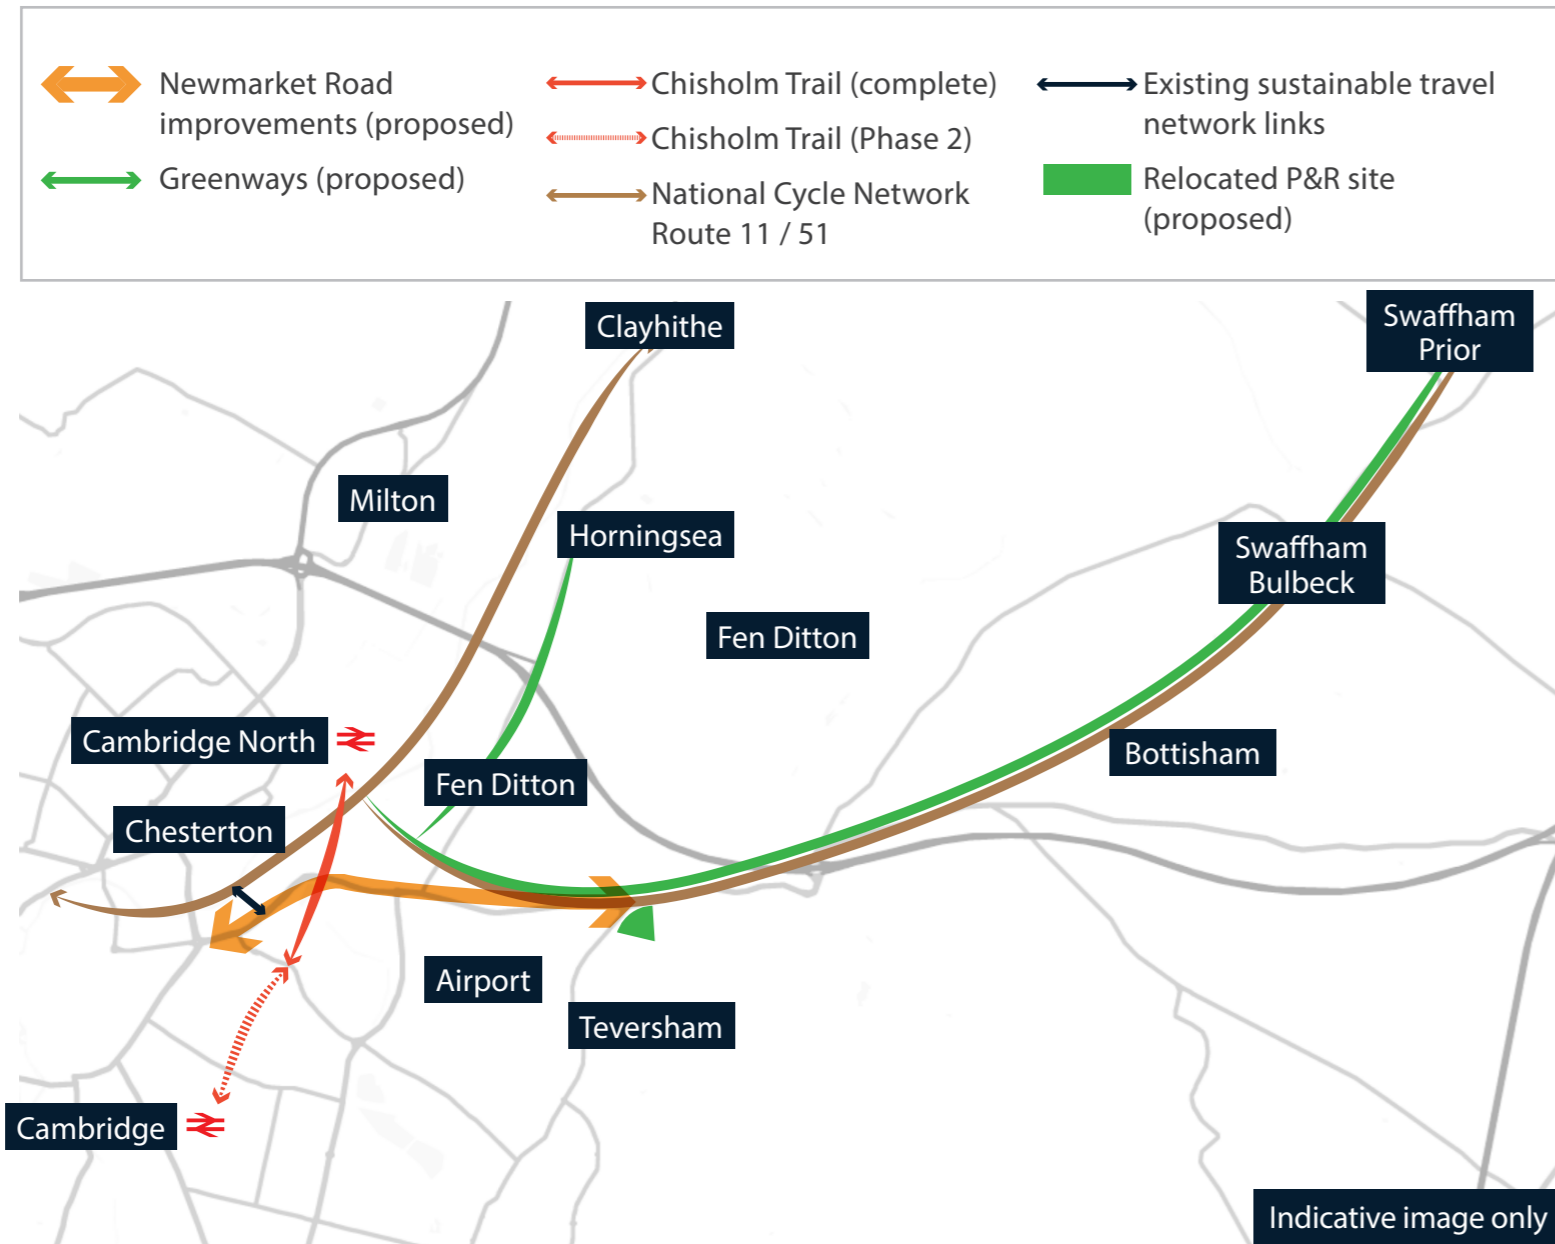 Newmarket Road
improvements (proposed)
Greenways (proposed)
Chisholm Trail (complete)
Chisholm Trail (Phase 2)
National Cycle Network
Route 11 / 51
Existing sustainable travel
network links
Relocated P&R site
(proposed)
Clayhithe
Swaffham
Prior
Milton
Horningsea
Swaffham
Bulbeck
Fen Ditton
Cambridge North
Bottisham
Fen Ditton
Chesterton
Airport
Teversham
Cambridge
Indicative image only